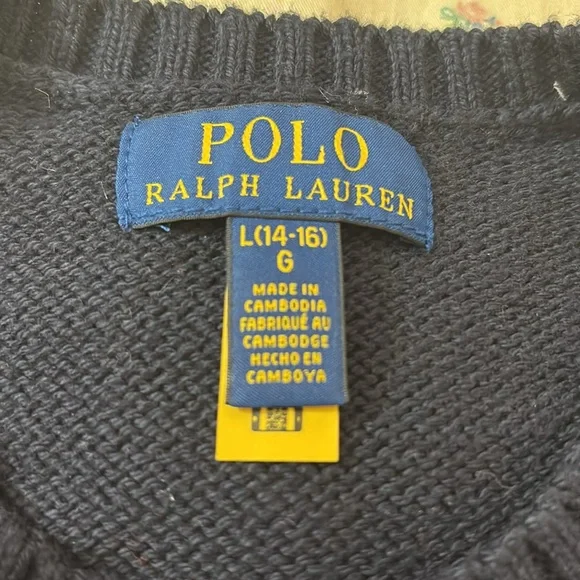 POLO
RALPH LAUREN
L(14-16)
G
MADE IN
CAMBODIA
FABRIQUÉ AU
CAMBODGE
HECHO EN
CAMBOYA